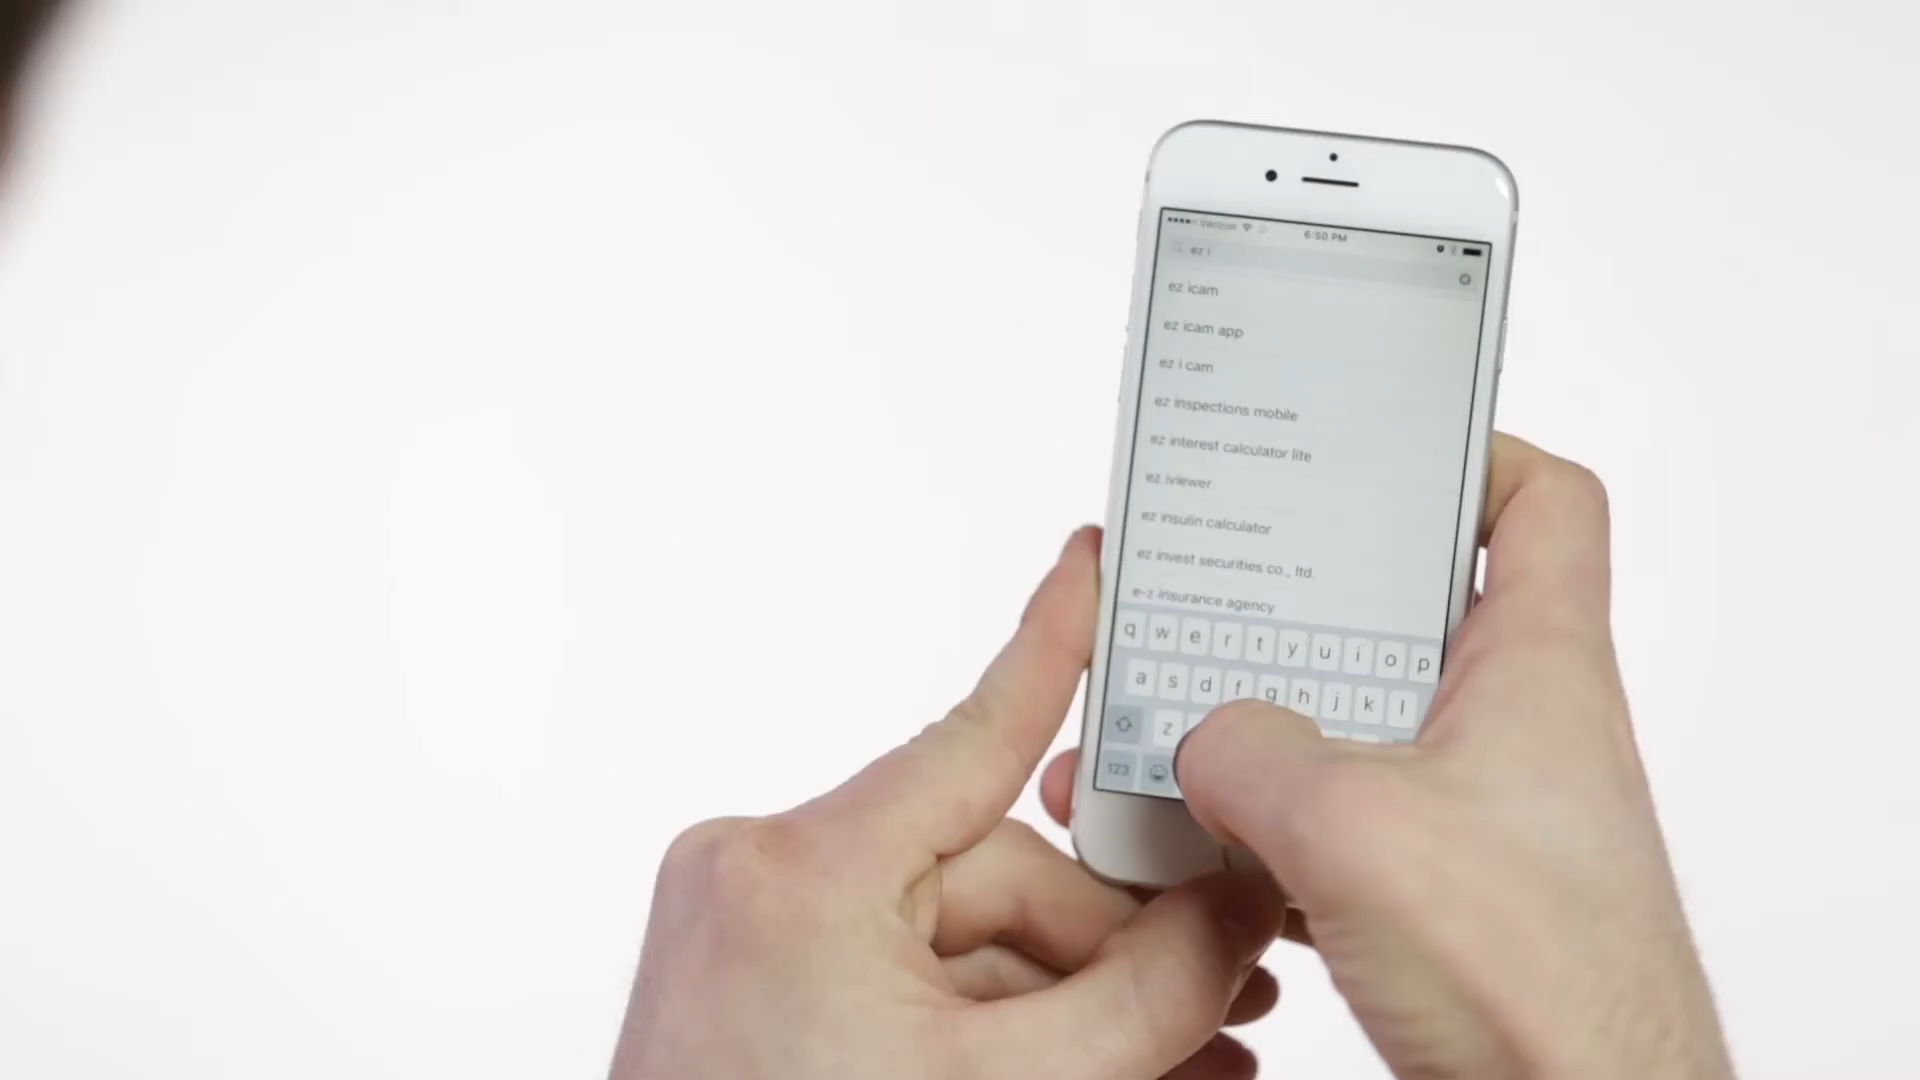 Verizon 6:50 PM
ez i
ez icam
ez icam app
ez i cam
ez inspections mobile
ez interest calculator lite
ez iviewer
ez insulin calculator
ez invest securities co., ltd.
e-z insurance agency
q w e r t y u i o p
a s d f g h j k l
z
123